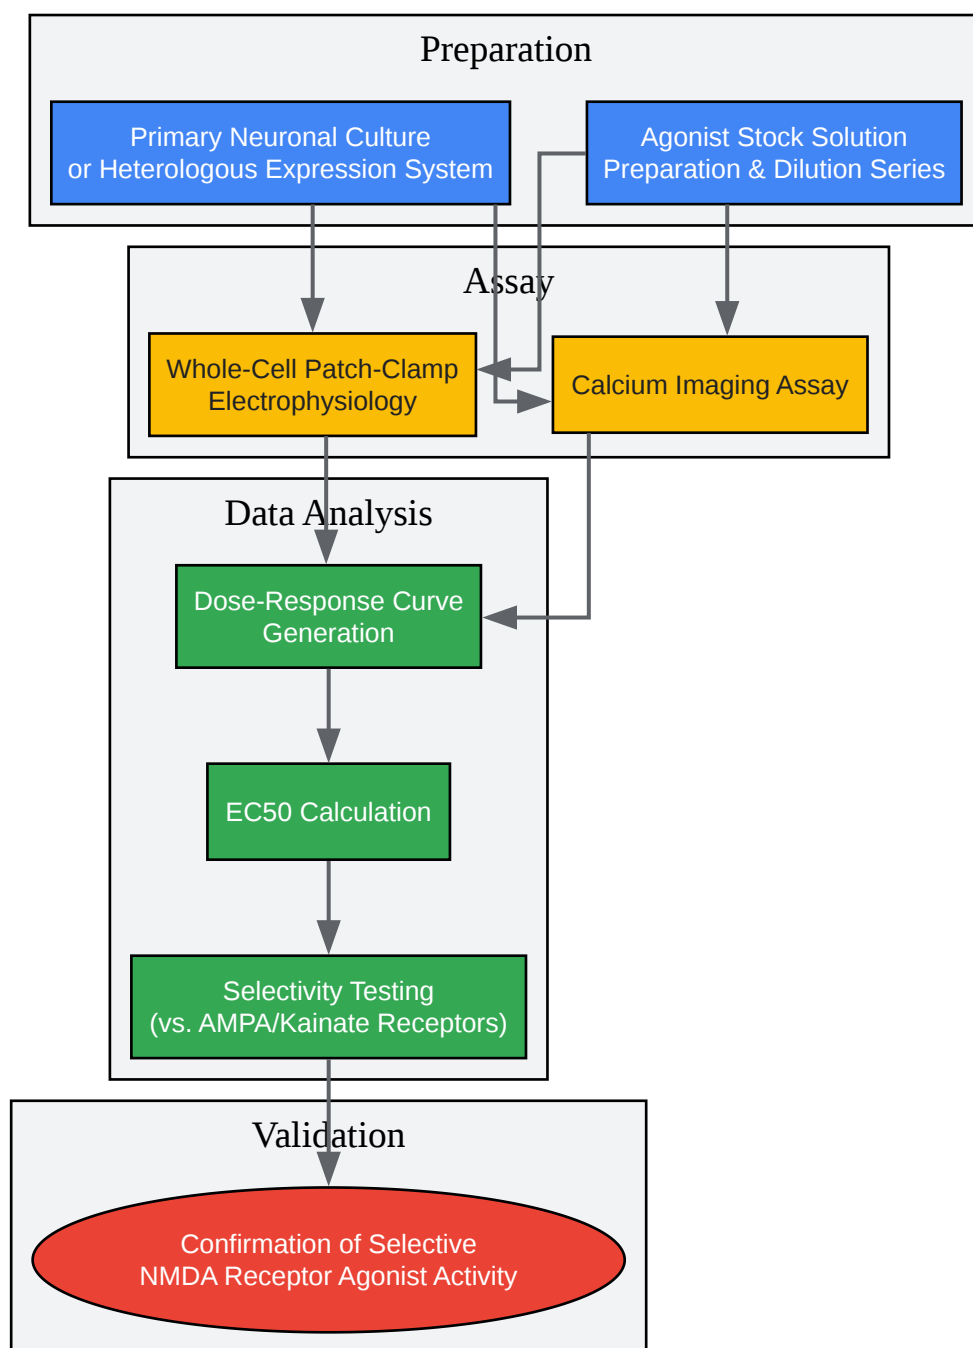 Preparation
Primary Neuronal Culture
or Heterologous Expression System
Agonist Stock Solution
Preparation & Dilution Series
Assay
Whole-Cell Patch-Clamp
Electrophysiology
Calcium Imaging Assay
Data Analysis
Dose-Response Curve
Generation
EC50 Calculation
Selectivity Testing
(vs. AMPA/Kainate Receptors)
Validation
Confirmation of Selective
NMDA Receptor Agonist Activity